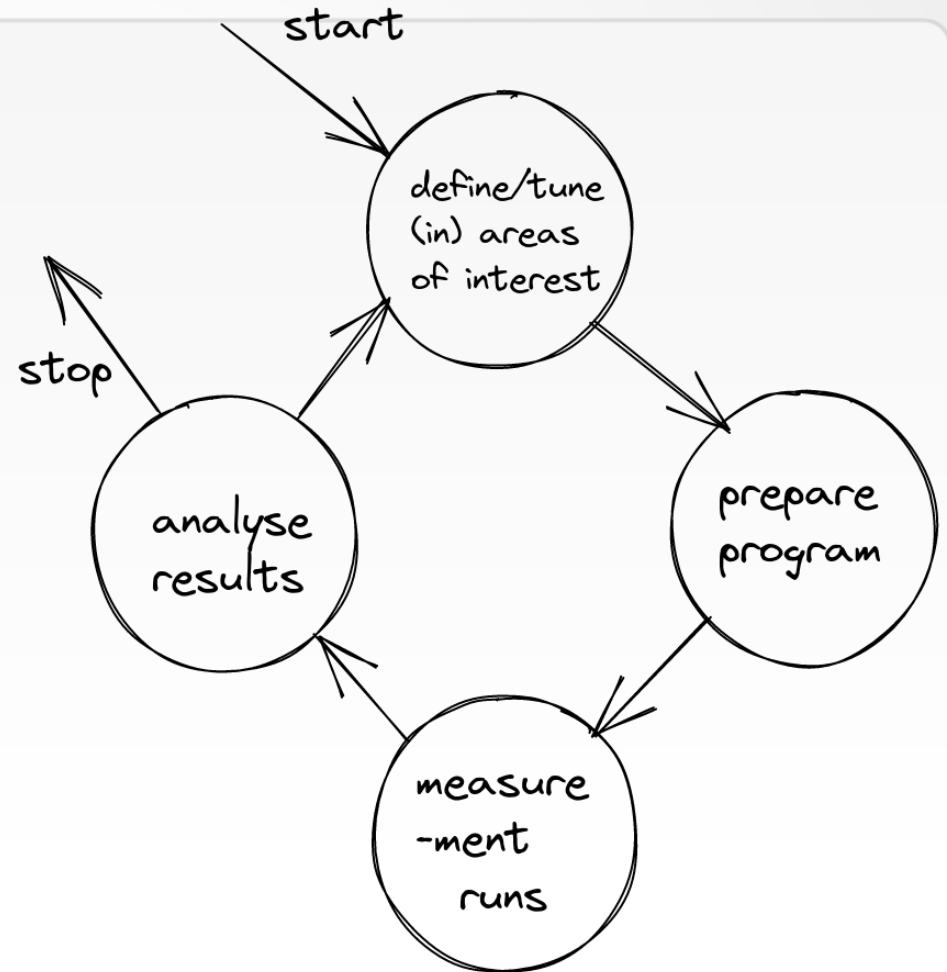 start
define/tune
(in) areas
of interest
stop
prepare
program
analyse
results
measure
-ment
runs